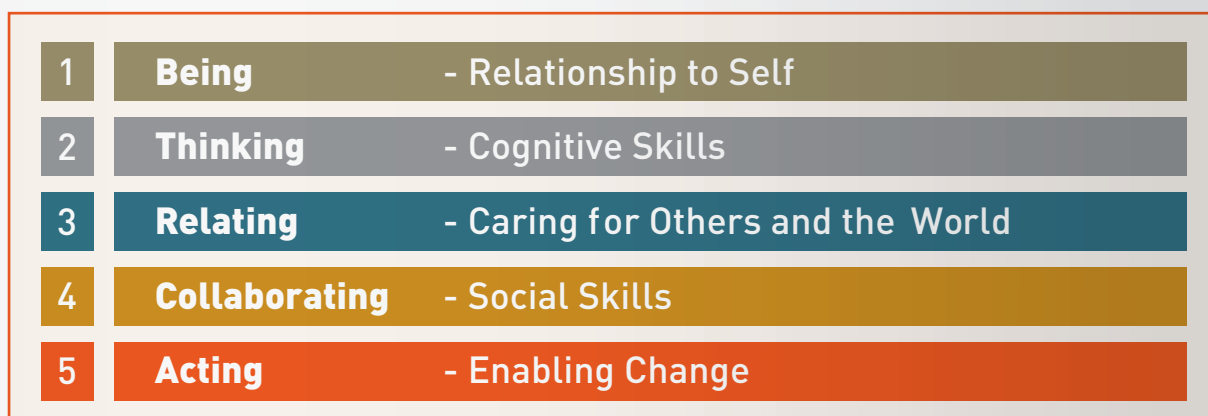 1 Being - Relationship to Self
2 Thinking - Cognitive Skills
3 Relating - Caring for Others and the World
4 Collaborating - Social Skills
5 Acting - Enabling Change